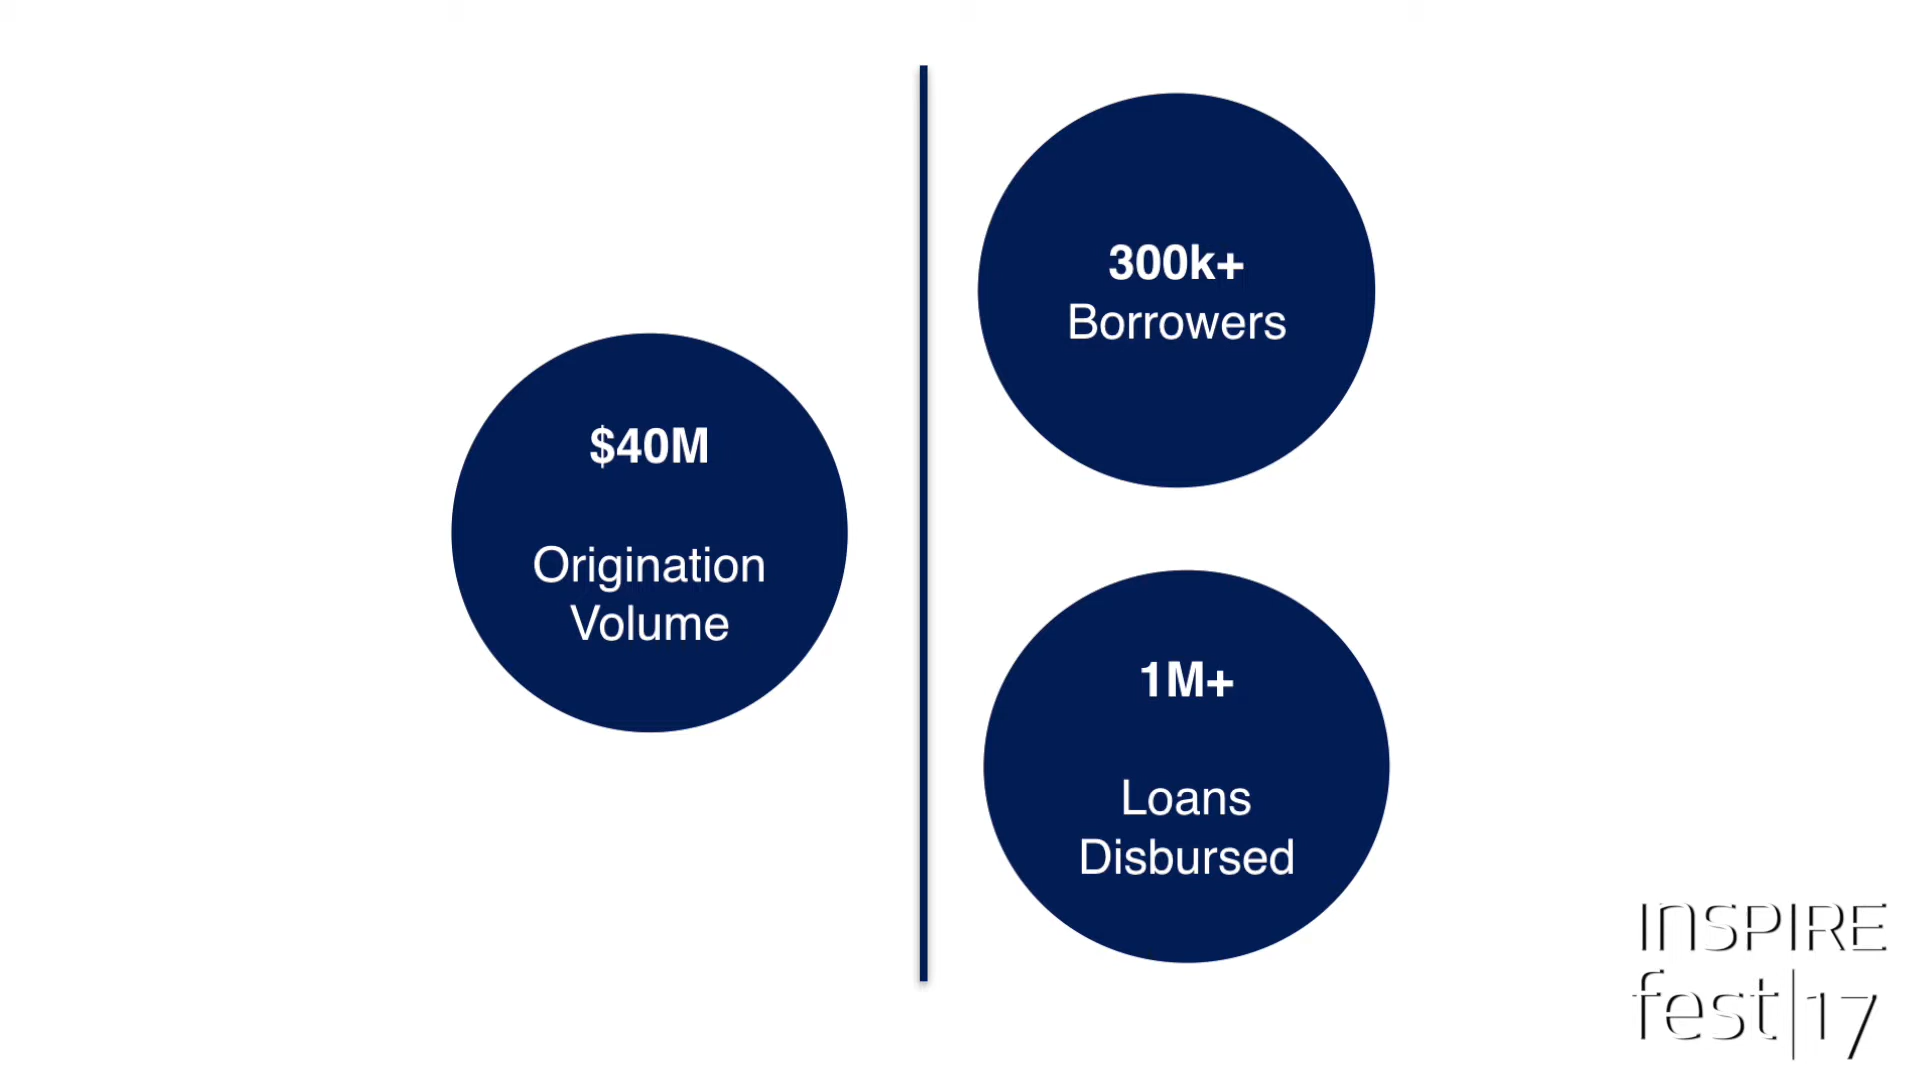 $40M
Origination
Volume
300k+
Borrowers
1M+
Loans
Disbursed
INSPIRE
fest|17